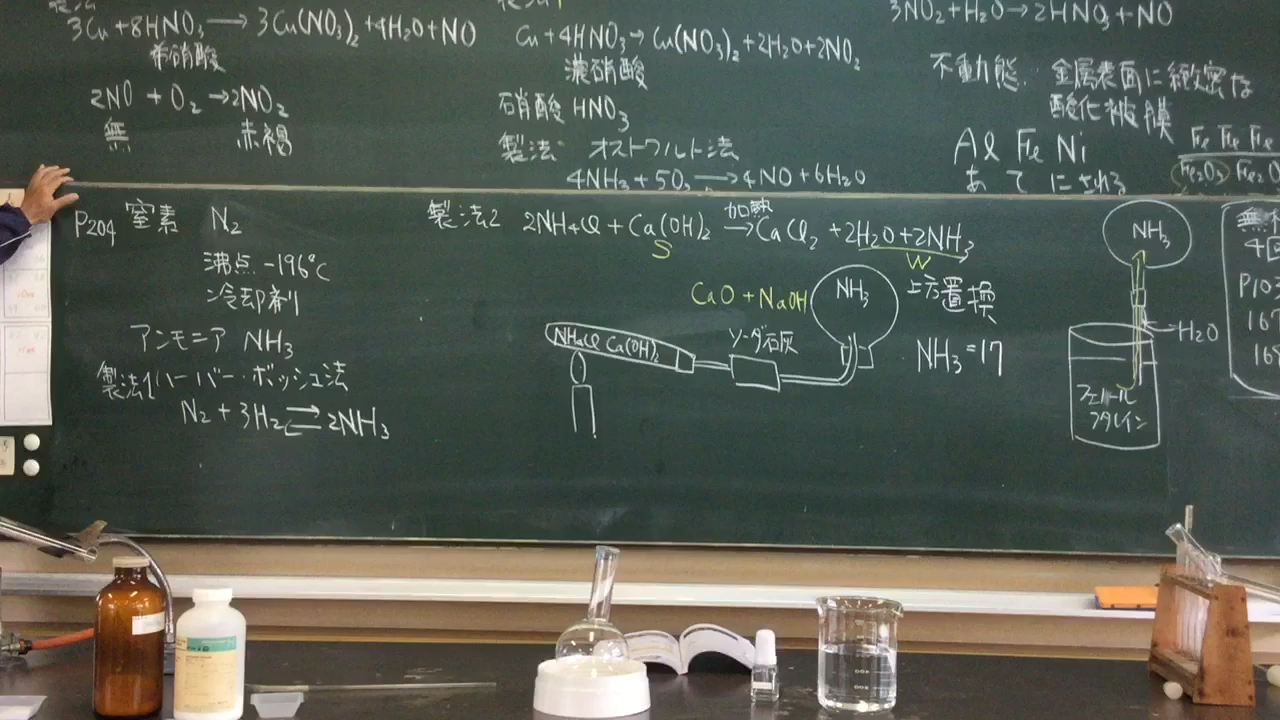 3Cu+8HNO₃→3Cu(NO₃)₂+4H₂O+NO
希硝酸
2NO + O₂→2NO₂
無 赤褐
Cu+4HNO₃→Cu(NO₃)₂+2H₂O+2NO₂
濃硝酸
硝酸 HNO₃
製法 オストワルト法
4NH₃+5O₂→4NO+6H₂O
3NO₂+H₂O→2HNO₃+NO
不動態 金属表面に緻密な
酸化被膜
Al Fe Ni
あ て に される
Fe Fe Fe
Fe₂O₃ Fe₂O
P204 窒素 N₂
沸点 -196℃
冷却剤
アンモニア NH₃
製法1 ハーバー・ボッシュ法
N₂+3H₂⇄2NH₃
製法2 2NH₄Cl+Ca(OH)₂ 加熱→CaCl₂+2H₂O+2NH₃
S W
CaO+NaOH
NH₃
上方置換
NH₄Cl Ca(OH)₂
ソーダ石灰
NH₃=17
NH₃
H₂O
フェノール
フタレイン
4回